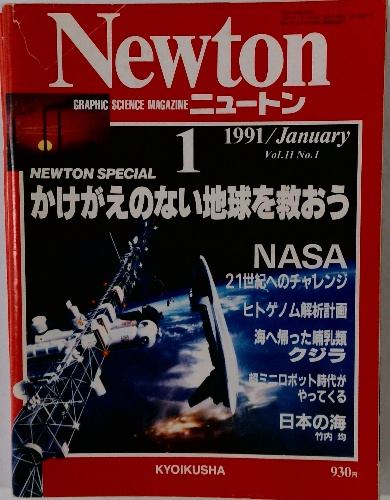 Newton
GRAPHIC SCIENCE MAGAZINE ニュートン
1
1991/January
Vol.11 No.1
NEWTON SPECIAL
かけがえのない地球を救おう
NASA
21世紀へのチャレンジ
ヒトゲノム解析計画
海へ帰った哺乳類
クジラ
超ミニロボット時代が
やってくる
日本の海
竹内 均
KYOIKUSHA
930円